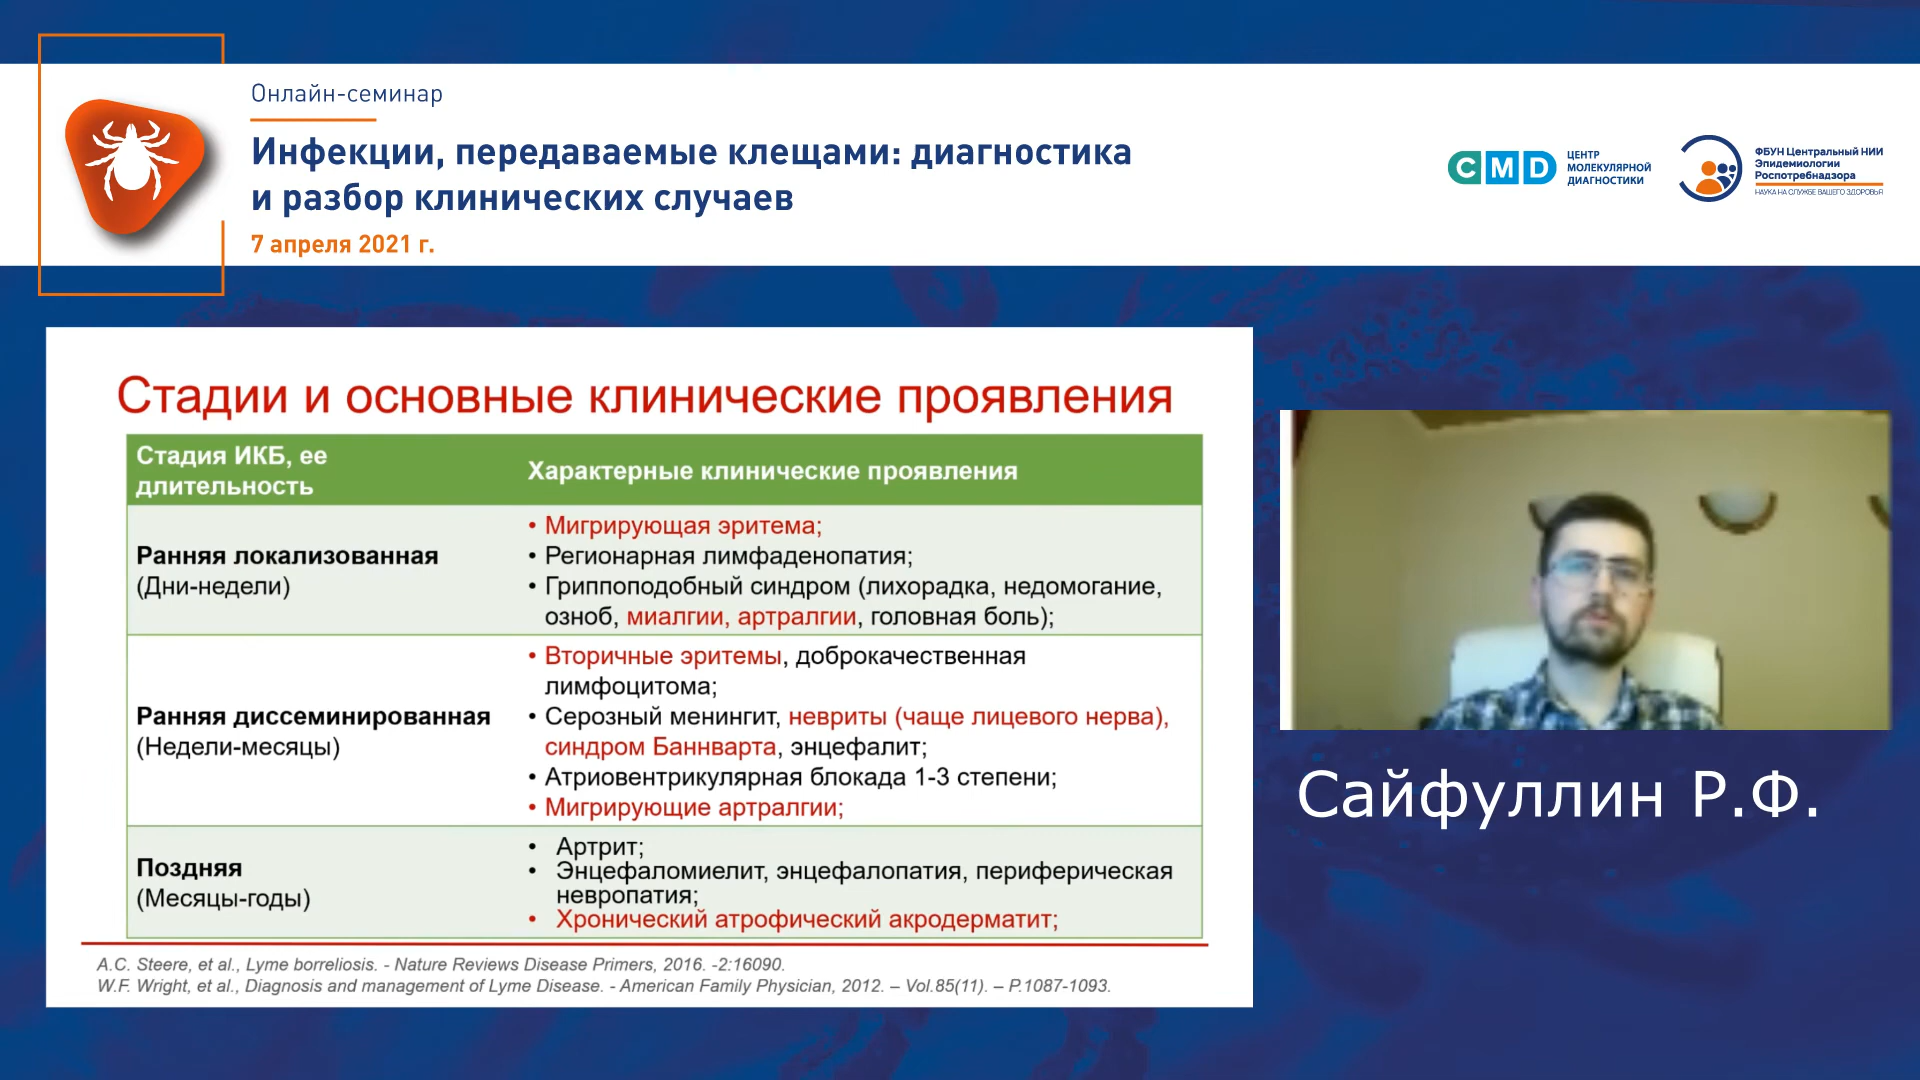 Онлайн-семинар
Инфекции, передаваемые клещами: диагностика
и разбор клинических случаев
7 апреля 2021 г.
CMD
ЦЕНТР
МОЛЕКУЛЯРНОЙ
ДИАГНОСТИКИ
ФБУН Центральный НИИ
Эпидемиологии
Роспотребнадзора
НАУКА НА СЛУЖБЕ ВАШЕГО ЗДОРОВЬЯ
Стадии и основные клинические проявления
Стадия ИКБ, ее
длительность
Характерные клинические проявления
Ранняя локализованная
(Дни-недели)
• Мигрирующая эритема;
• Регионарная лимфаденопатия;
• Гриппоподобный синдром (лихорадка, недомогание,
озноб, миалгии, артралгии, головная боль);
Ранняя диссеминированная
(Недели-месяцы)
• Вторичные эритемы, доброкачественная
лимфоцитома;
• Серозный менингит, невриты (чаще лицевого нерва),
синдром Баннварта, энцефалит;
• Атриовентрикулярная блокада 1-3 степени;
• Мигрирующие артралгии;
Поздняя
(Месяцы-годы)
• Артрит;
• Энцефаломиелит, энцефалопатия, периферическая
невропатия;
• Хронический атрофический акродерматит;
A.C. Steere, et al., Lyme borreliosis. - Nature Reviews Disease Primers, 2016. -2:16090.
W.F. Wright, et al., Diagnosis and management of Lyme Disease. - American Family Physician, 2012. – Vol.85(11). – P.1087-1093.
Сайфуллин Р.Ф.